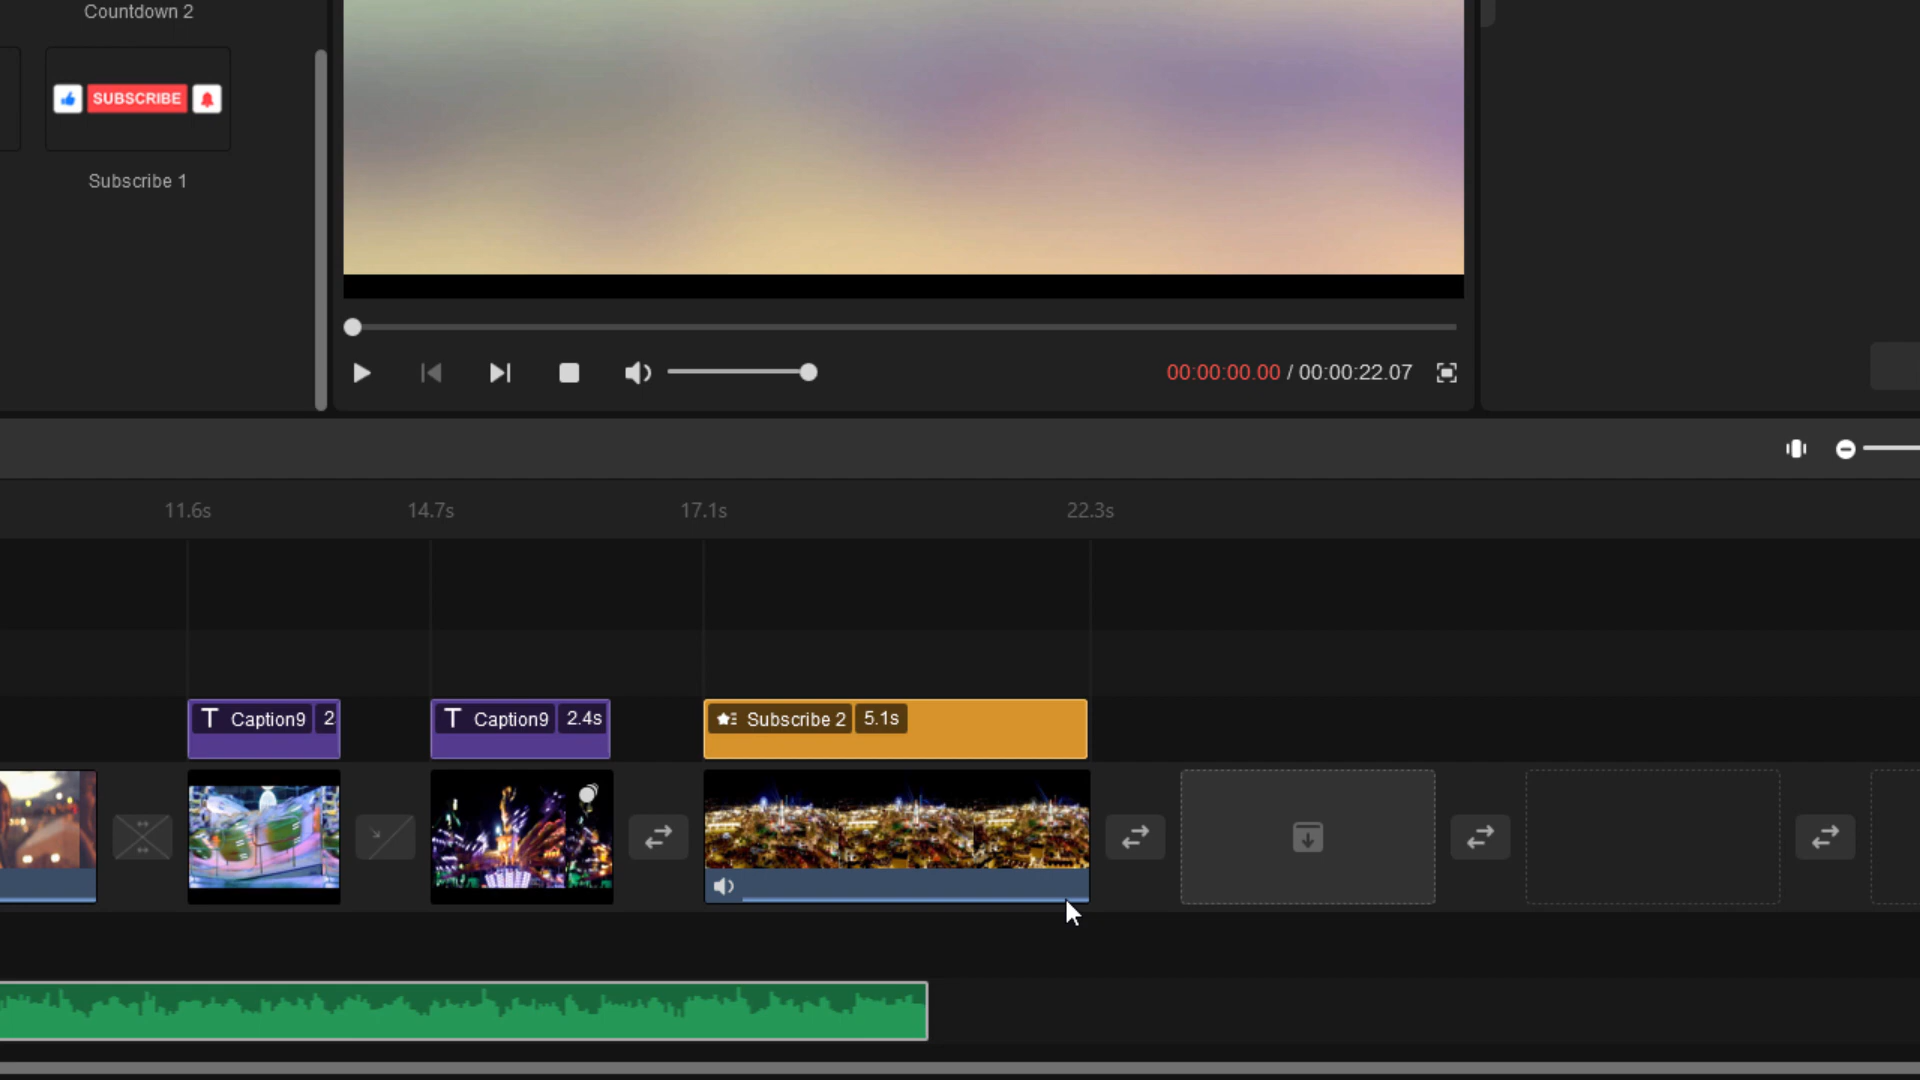 Countdown 2
SUBSCRIBE
Subscribe 1
00:00:00.00 / 00:00:22.07
11.6s 14.7s 17.1s 22.3s
T Caption9 2 T Caption9 2.4s Subscribe 2 5.1s